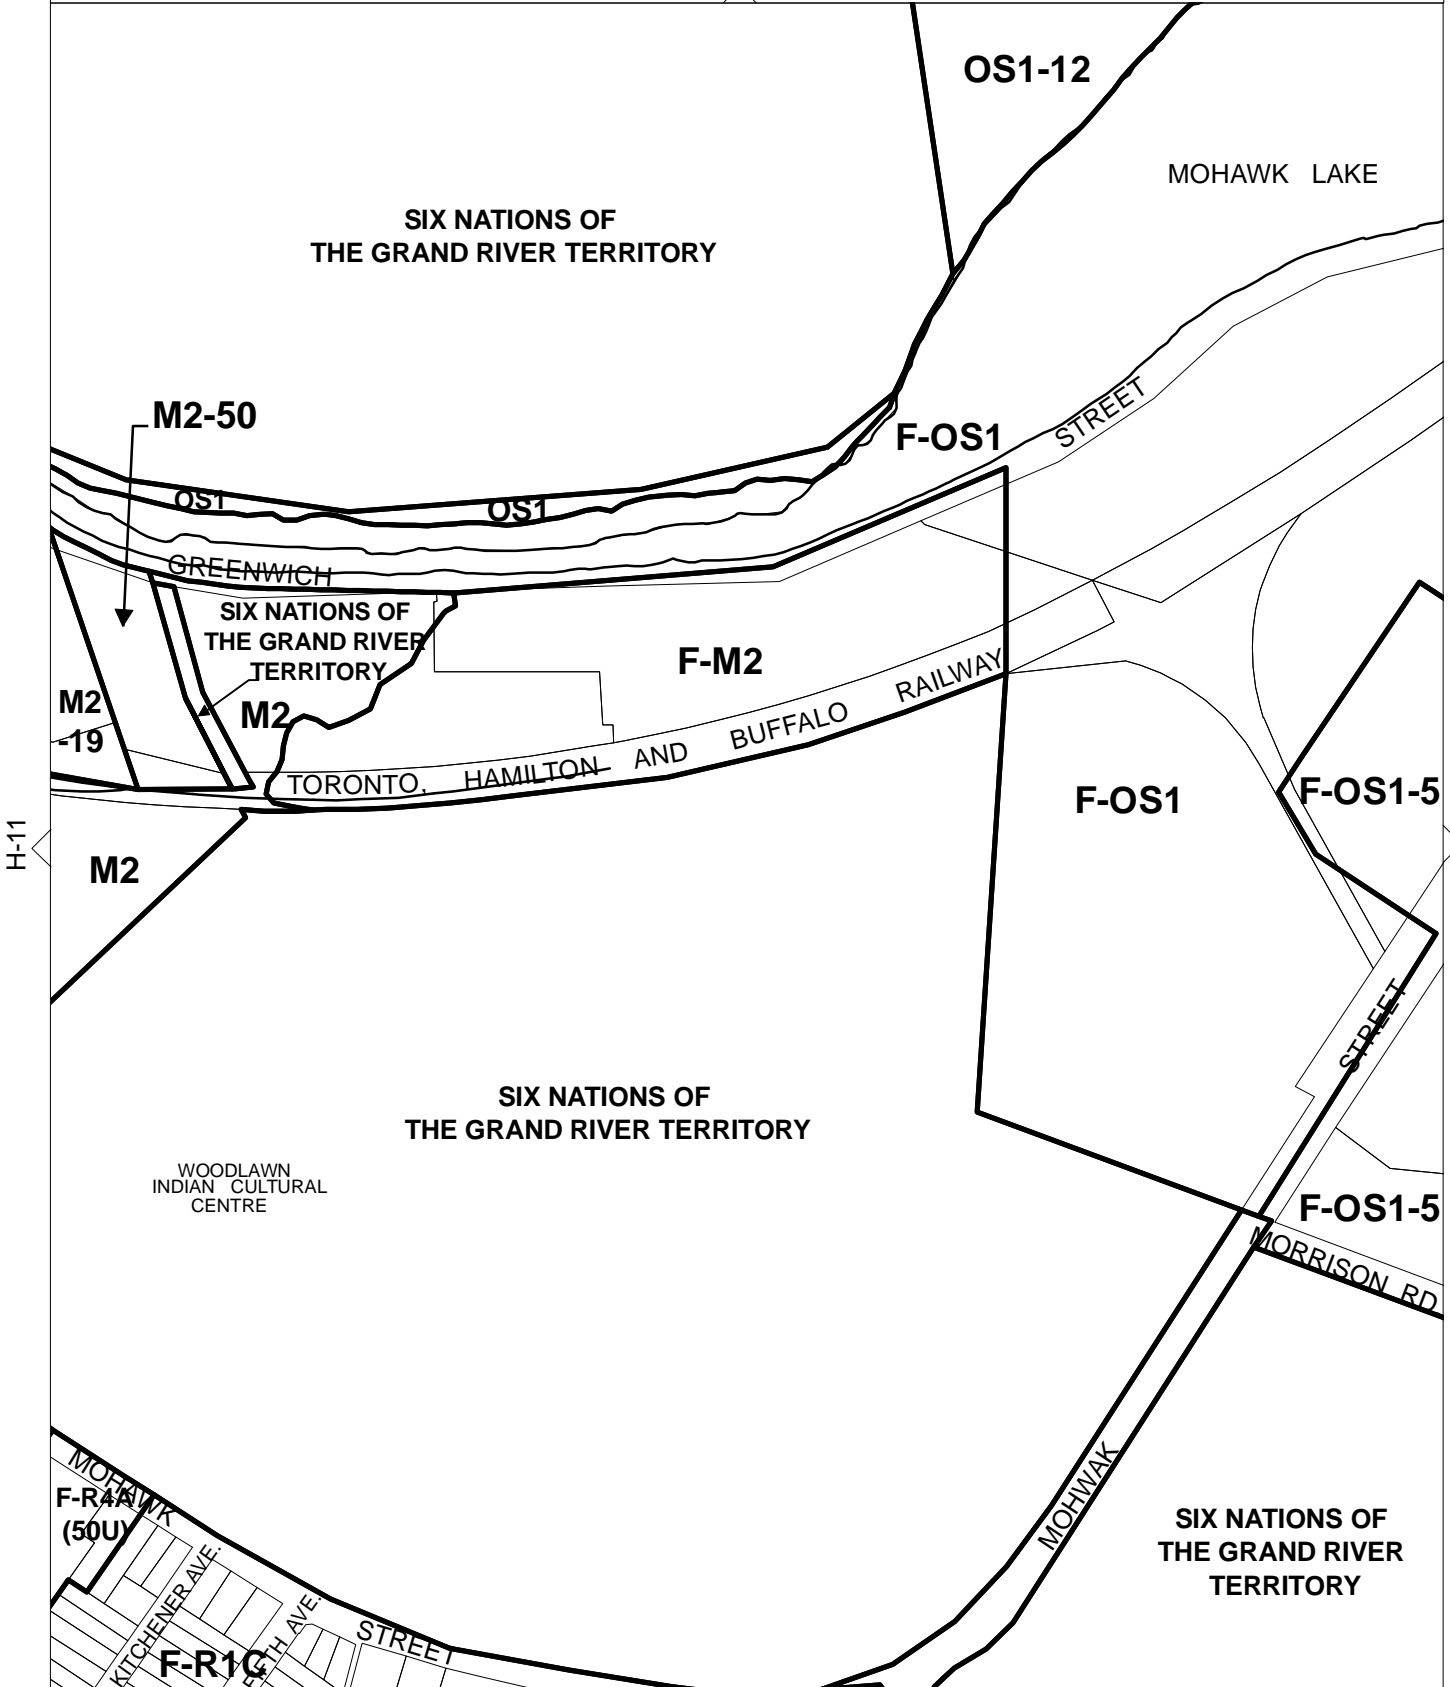 OS1-12
MOHAWK LAKE
SIX NATIONS OF
THE GRAND RIVER TERRITORY
M2-50
STREET
F-OS1
OS1
OS1
GREENWICH
SIX NATIONS OF
THE GRAND RIVER
TERRITORY
F-M2
M2
-19
M2
TORONTO, HAMILTON AND BUFFALO RAILWAY
F-OS1
F-OS1-5
H-11
M2
STREET
SIX NATIONS OF
THE GRAND RIVER TERRITORY
WOODLAWN
INDIAN CULTURAL
CENTRE
F-OS1-5
MORRISON RD
MOHWAK
MOHAWK
F-R4A
(50U)
SIX NATIONS OF
THE GRAND RIVER
TERRITORY
KITCHENER AVE.
FIFTH AVE.
STREET
F-R1C